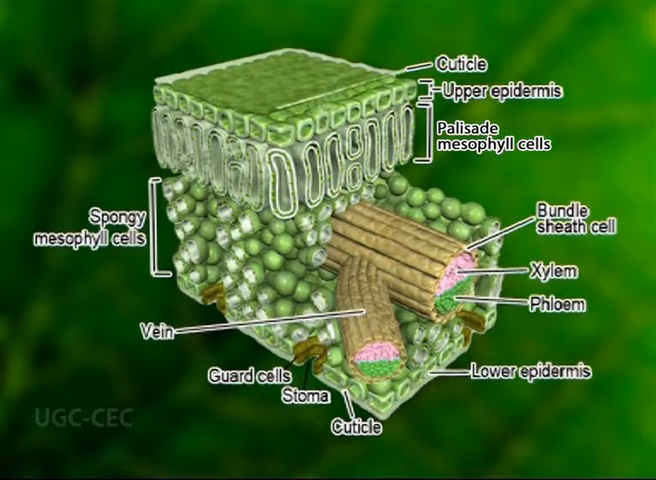 Cuticle
Upper epidermis
Palisade
mesophyll cells
Spongy
mesophyll cells
Bundle
sheath cell
Xylem
Phloem
Vein
Guard cells
Stoma
Lower epidermis
Cuticle
UGC-CEC